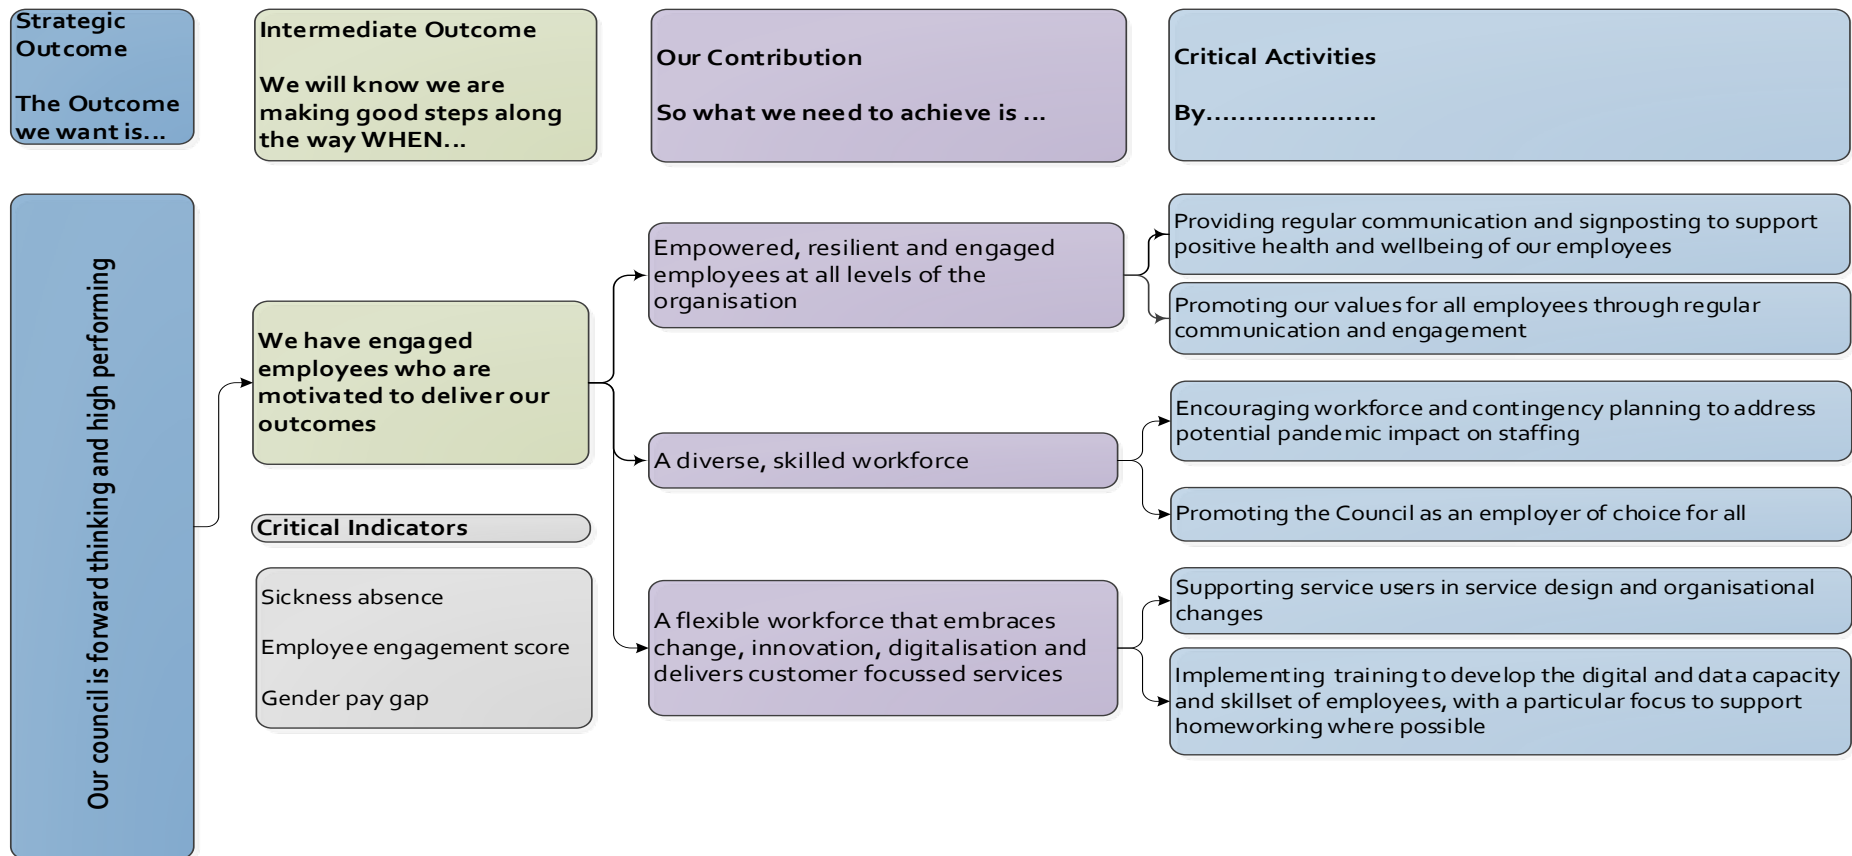 Strategic
Outcome
The Outcome
we want is...
Intermediate Outcome
We will know we are
making good steps along
the way WHEN...
Our Contribution
So what we need to achieve is ...
Critical Activities
By.....................
Our council is forward thinking and high performing
We have engaged
employees who are
motivated to deliver our
outcomes
Critical Indicators
Sickness absence
Employee engagement score
Gender pay gap
Empowered, resilient and engaged
employees at all levels of the
organisation
A diverse, skilled workforce
A flexible workforce that embraces
change, innovation, digitalisation and
delivers customer focussed services
Providing regular communication and signposting to support
positive health and wellbeing of our employees
Promoting our values for all employees through regular
communication and engagement
Encouraging workforce and contingency planning to address
potential pandemic impact on staffing
Promoting the Council as an employer of choice for all
Supporting service users in service design and organisational
changes
Implementing training to develop the digital and data capacity
and skillset of employees, with a particular focus to support
homeworking where possible